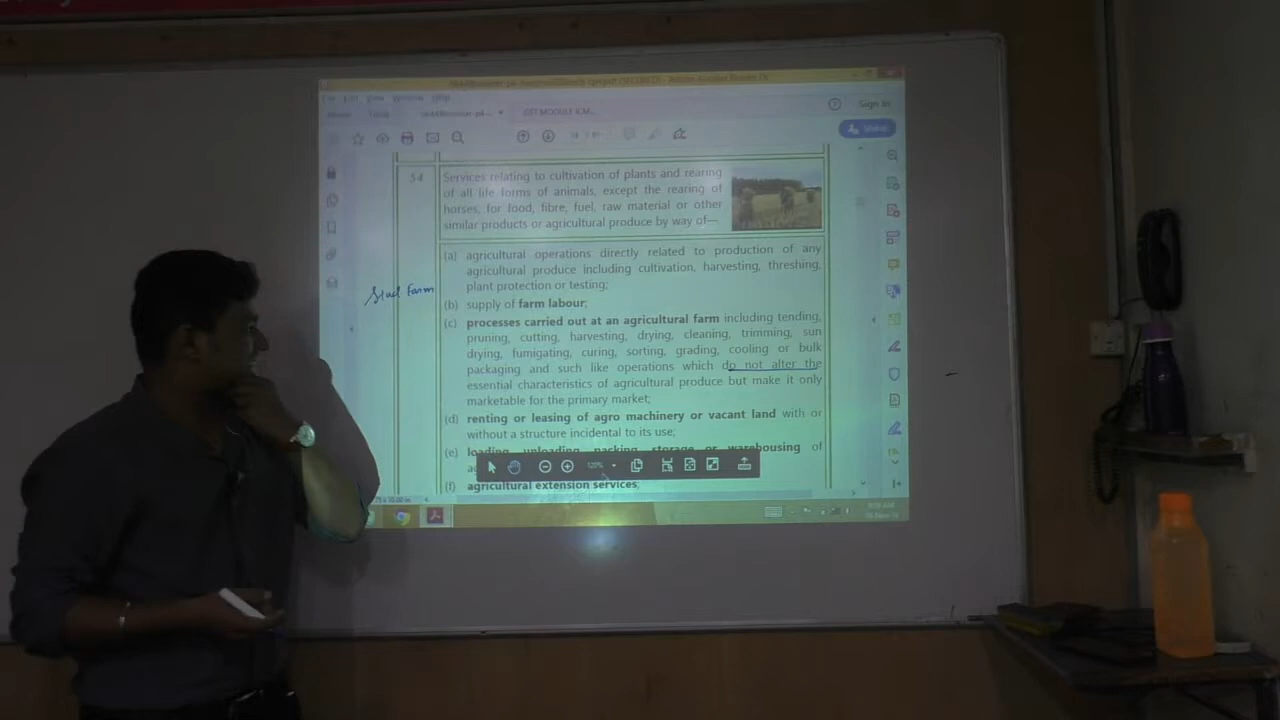 Sign In
Share
54
Services relating to cultivation of plants and rearing
of all life forms of animals, except the rearing of
horses, for food, fibre, fuel, raw material or other
similar products or agricultural produce by way of—
(a) agricultural operations directly related to production of any
agricultural produce including cultivation, harvesting, threshing,
plant protection or testing;
Stud farm
(b) supply of farm labour;
(c) processes carried out at an agricultural farm including tending,
pruning, cutting, harvesting, drying, cleaning, trimming, sun
drying, fumigating, curing, sorting, grading, cooling or bulk
packaging and such like operations which do not alter the
essential characteristics of agricultural produce but make it only
marketable for the primary market;
(d) renting or leasing of agro machinery or vacant land with or
without a structure incidental to its use;
(e) loading, unloading, packing, storage or warehousing of
(f) agricultural extension services;